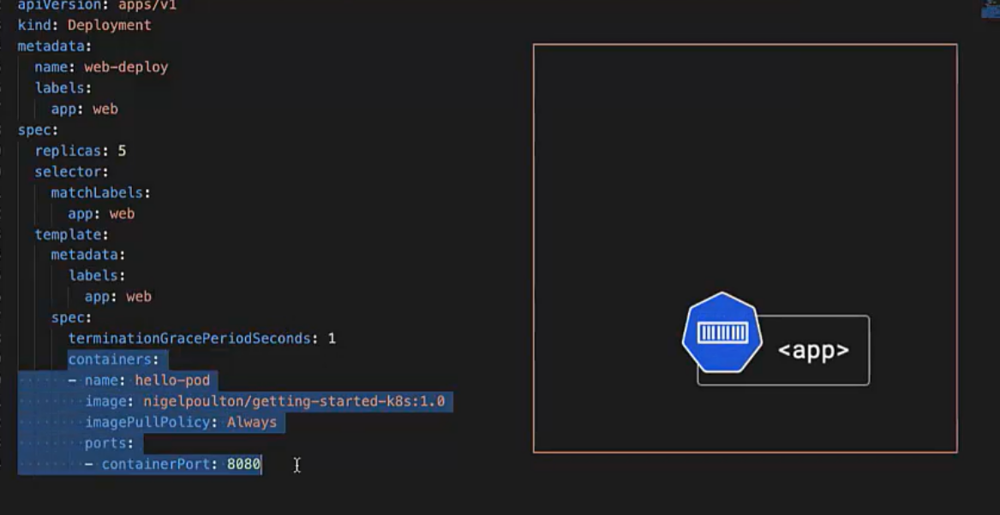 apiVersion: apps/v1
kind: Deployment
metadata:
  name: web-deploy
  labels:
    app: web
spec:
  replicas: 5
  selector:
    matchLabels:
      app: web
  template:
    metadata:
      labels:
        app: web
    spec:
      terminationGracePeriodSeconds: 1
      containers:
      - name: hello-pod
        image: nigelpoulton/getting-started-k8s:1.0
        imagePullPolicy: Always
        ports:
        - containerPort: 8080
<app>